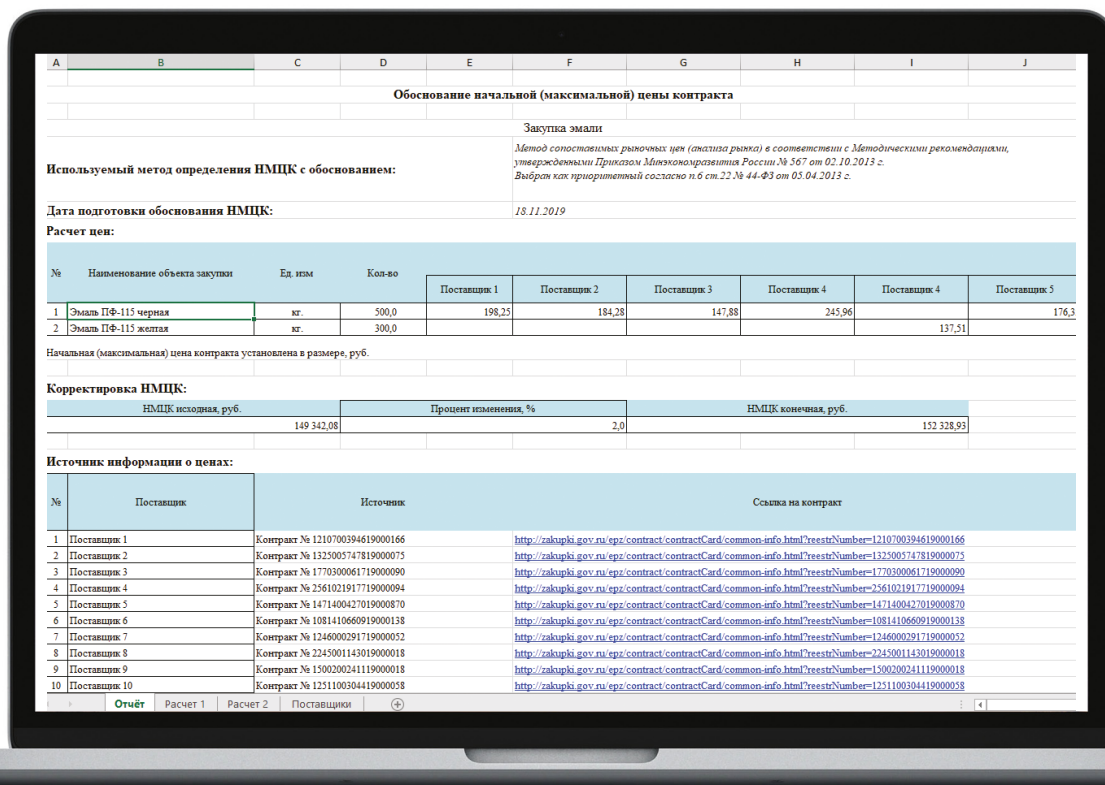 A B C D E F G H I J
Обоснование начальной (максимальной) цены контракта
Закупка эмали
Используемый метод определения НМЦК с обоснованием:
Метод сопоставимых рыночных цен (анализа рынка) в соответствии с Методическими рекомендациями,
утвержденными Приказом Минэкономразвития России № 567 от 02.10.2013 г.
Выбран как приоритетный согласно п.6 ст.22 № 44-ФЗ от 05.04.2013 г.
Дата подготовки обоснования НМЦК: 18.11.2019
Расчет цен:
№ Наименование объекта закупки Ед. изм Кол-во
Поставщик 1 Поставщик 2 Поставщик 3 Поставщик 4 Поставщик 4 Поставщик 5
1 Эмаль ПФ-115 черная кг. 500,0 198,25 184,28 147,88 245,96 176,3
2 Эмаль ПФ-115 желтая кг. 300,0 137,51
Начальная (максимальная) цена контракта установлена в размере, руб.
Корректировка НМЦК:
НМЦК исходная, руб. Процент изменения, % НМЦК конечная, руб.
149 342,08 2,0 152 328,93
Источник информации о ценах:
№ Поставщик Источник Ссылка на контракт
1 Поставщик 1 Контракт № 1210700394619000166 http://zakupki.gov.ru/epz/contract/contractCard/common-info.html?reestrNumber=1210700394619000166
2 Поставщик 2 Контракт № 1325005747819000075 http://zakupki.gov.ru/epz/contract/contractCard/common-info.html?reestrNumber=1325005747819000075
3 Поставщик 3 Контракт № 1770300061719000090 http://zakupki.gov.ru/epz/contract/contractCard/common-info.html?reestrNumber=1770300061719000090
4 Поставщик 4 Контракт № 2561021917719000094 http://zakupki.gov.ru/epz/contract/contractCard/common-info.html?reestrNumber=2561021917719000094
5 Поставщик 5 Контракт № 1471400427019000870 http://zakupki.gov.ru/epz/contract/contractCard/common-info.html?reestrNumber=1471400427019000870
6 Поставщик 6 Контракт № 1081410660919000138 http://zakupki.gov.ru/epz/contract/contractCard/common-info.html?reestrNumber=1081410660919000138
7 Поставщик 7 Контракт № 1246000291719000052 http://zakupki.gov.ru/epz/contract/contractCard/common-info.html?reestrNumber=1246000291719000052
8 Поставщик 8 Контракт № 2245001143019000018 http://zakupki.gov.ru/epz/contract/contractCard/common-info.html?reestrNumber=2245001143019000018
9 Поставщик 9 Контракт № 1500200241119000018 http://zakupki.gov.ru/epz/contract/contractCard/common-info.html?reestrNumber=1500200241119000018
10 Поставщик 10 Контракт № 1251100304419000058 http://zakupki.gov.ru/epz/contract/contractCard/common-info.html?reestrNumber=1251100304419000058
Отчёт Расчет 1 Расчет 2 Поставщики